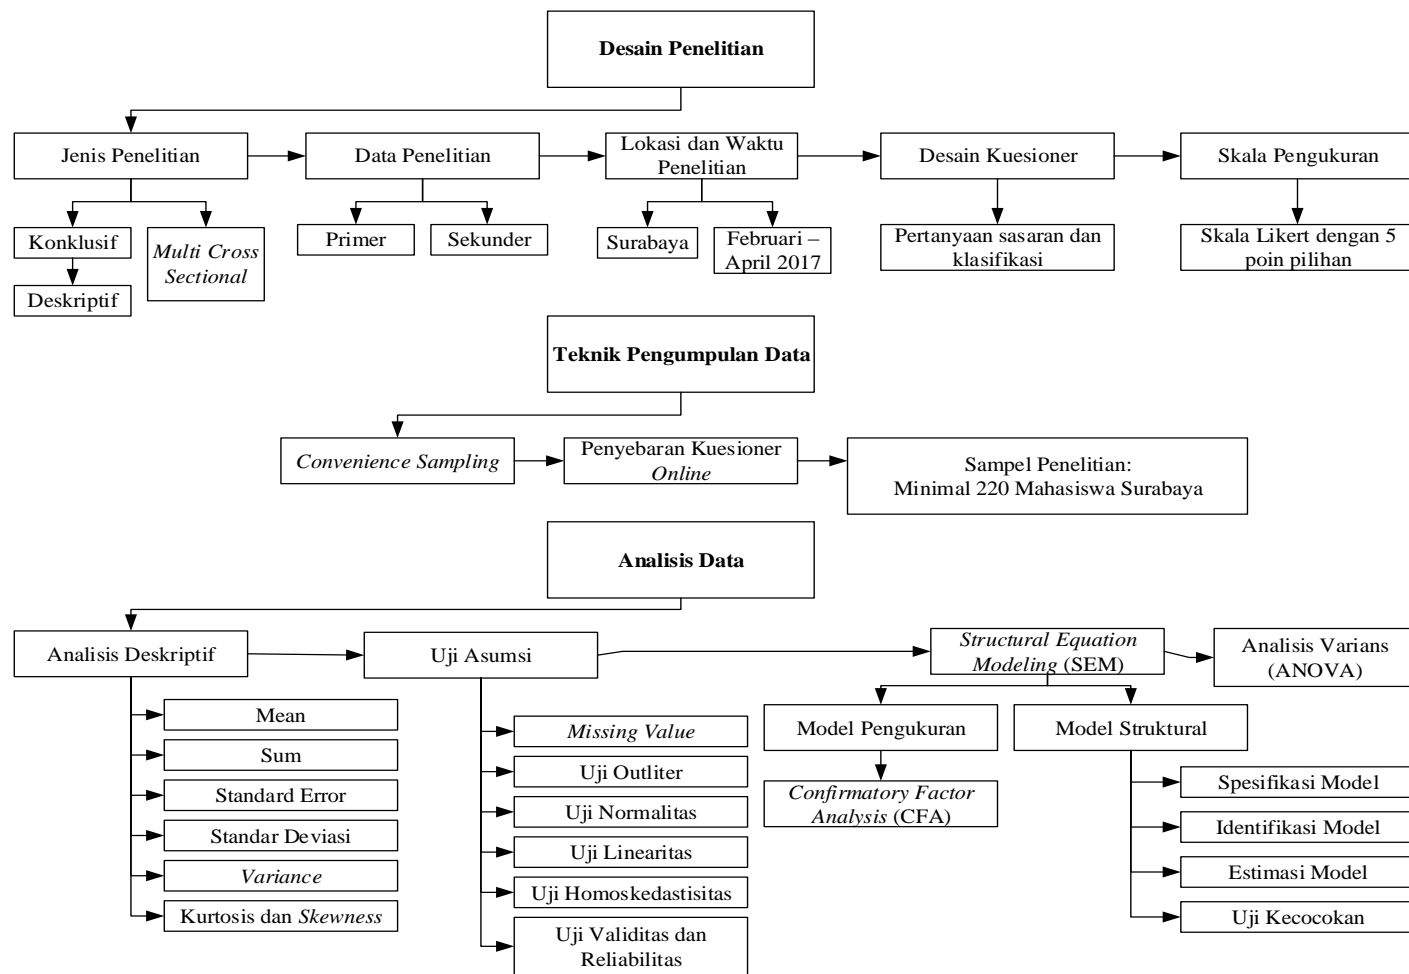 Desain Penelitian
Jenis Penelitian
Data Penelitian
Lokasi dan Waktu
Penelitian
Desain Kuesioner
Skala Pengukuran
Konklusif
Multi Cross
Sectional
Deskriptif
Primer
Sekunder
Surabaya
Februari –
April 2017
Pertanyaan sasaran dan
klasifikasi
Skala Likert dengan 5
poin pilihan
Teknik Pengumpulan Data
Convenience Sampling
Penyebaran Kuesioner
Online
Sampel Penelitian:
Minimal 220 Mahasiswa Surabaya
Analisis Data
Analisis Deskriptif
Uji Asumsi
Structural Equation
Modeling (SEM)
Analisis Varians
(ANOVA)
Mean
Sum
Standard Error
Standar Deviasi
Variance
Kurtosis dan Skewness
Missing Value
Uji Outliter
Uji Normalitas
Uji Linearitas
Uji Homoskedastisitas
Uji Validitas dan
Reliabilitas
Model Pengukuran
Confirmatory Factor
Analysis (CFA)
Model Struktural
Spesifikasi Model
Identifikasi Model
Estimasi Model
Uji Kecocokan